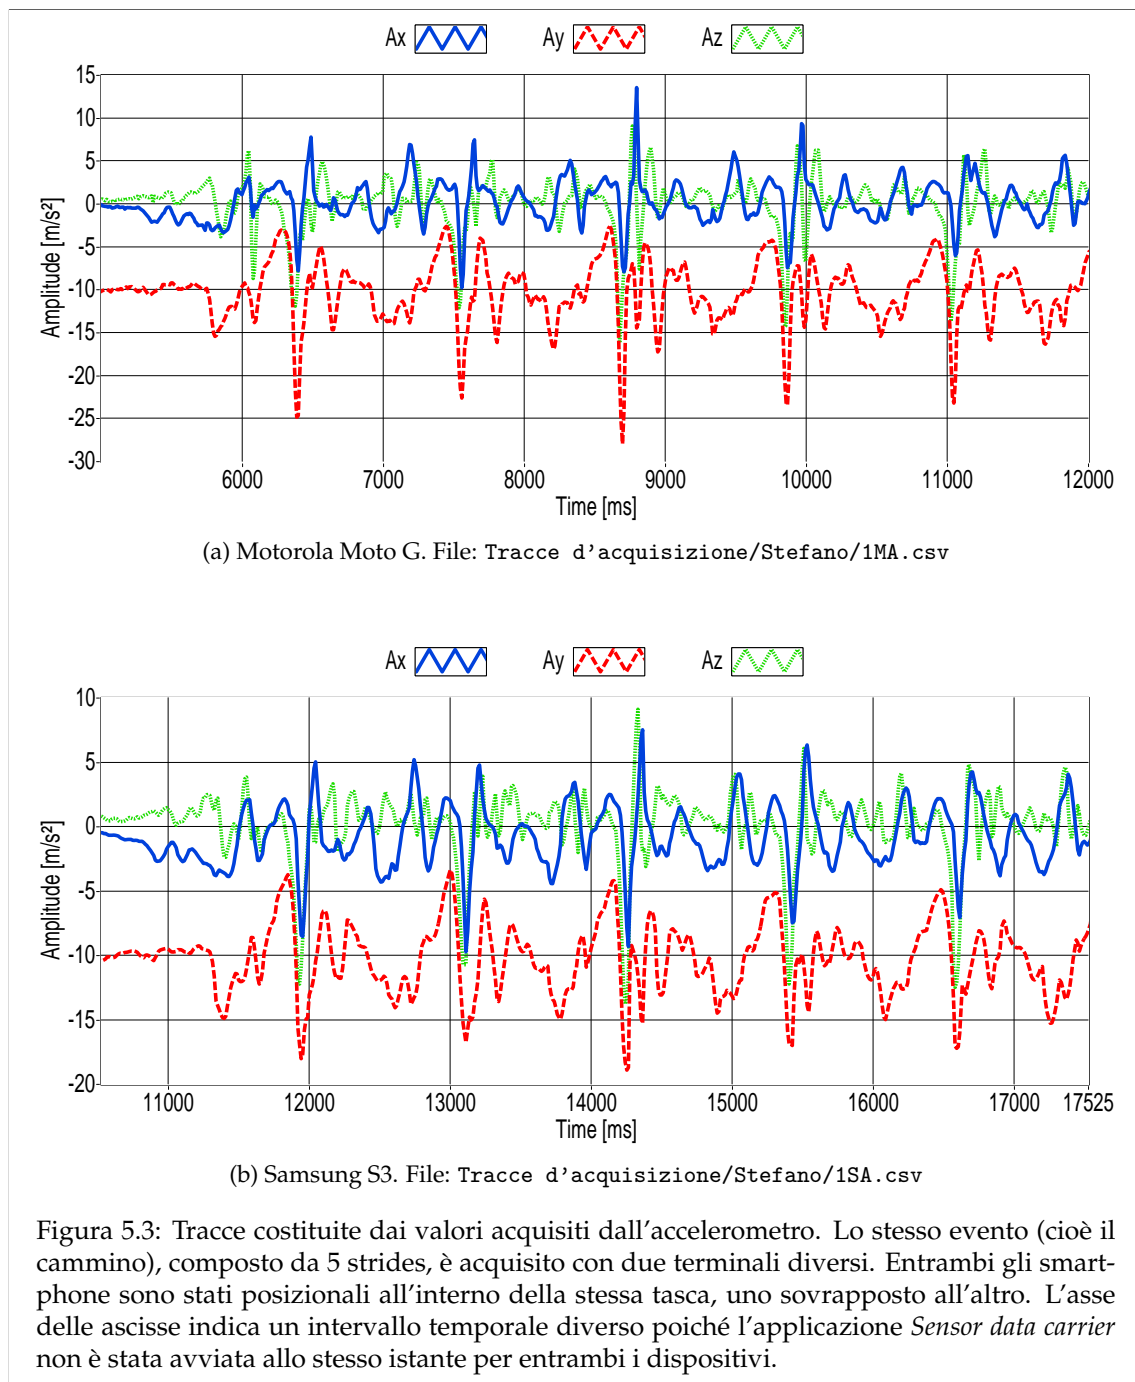 Ax Ay Az
15
10
5
0
-5
-10
-15
-20
-25
-30
Amplitude [m/s²]
6000 7000 8000 9000 10000 11000 12000
Time [ms]
(a) Motorola Moto G. File: Tracce d'acquisizione/Stefano/1MA.csv
Ax Ay Az
10
5
0
-5
-10
-15
-20
Amplitude [m/s²]
11000 12000 13000 14000 15000 16000 17000 17525
Time [ms]
(b) Samsung S3. File: Tracce d'acquisizione/Stefano/1SA.csv
Figura 5.3: Tracce costituite dai valori acquisiti dall'accelerometro. Lo stesso evento (cioè il
cammino), composto da 5 strides, è acquisito con due terminali diversi. Entrambi gli smart-
phone sono stati posizionali all'interno della stessa tasca, uno sovrapposto all'altro. L'asse
delle ascisse indica un intervallo temporale diverso poiché l'applicazione Sensor data carrier
non è stata avviata allo stesso istante per entrambi i dispositivi.